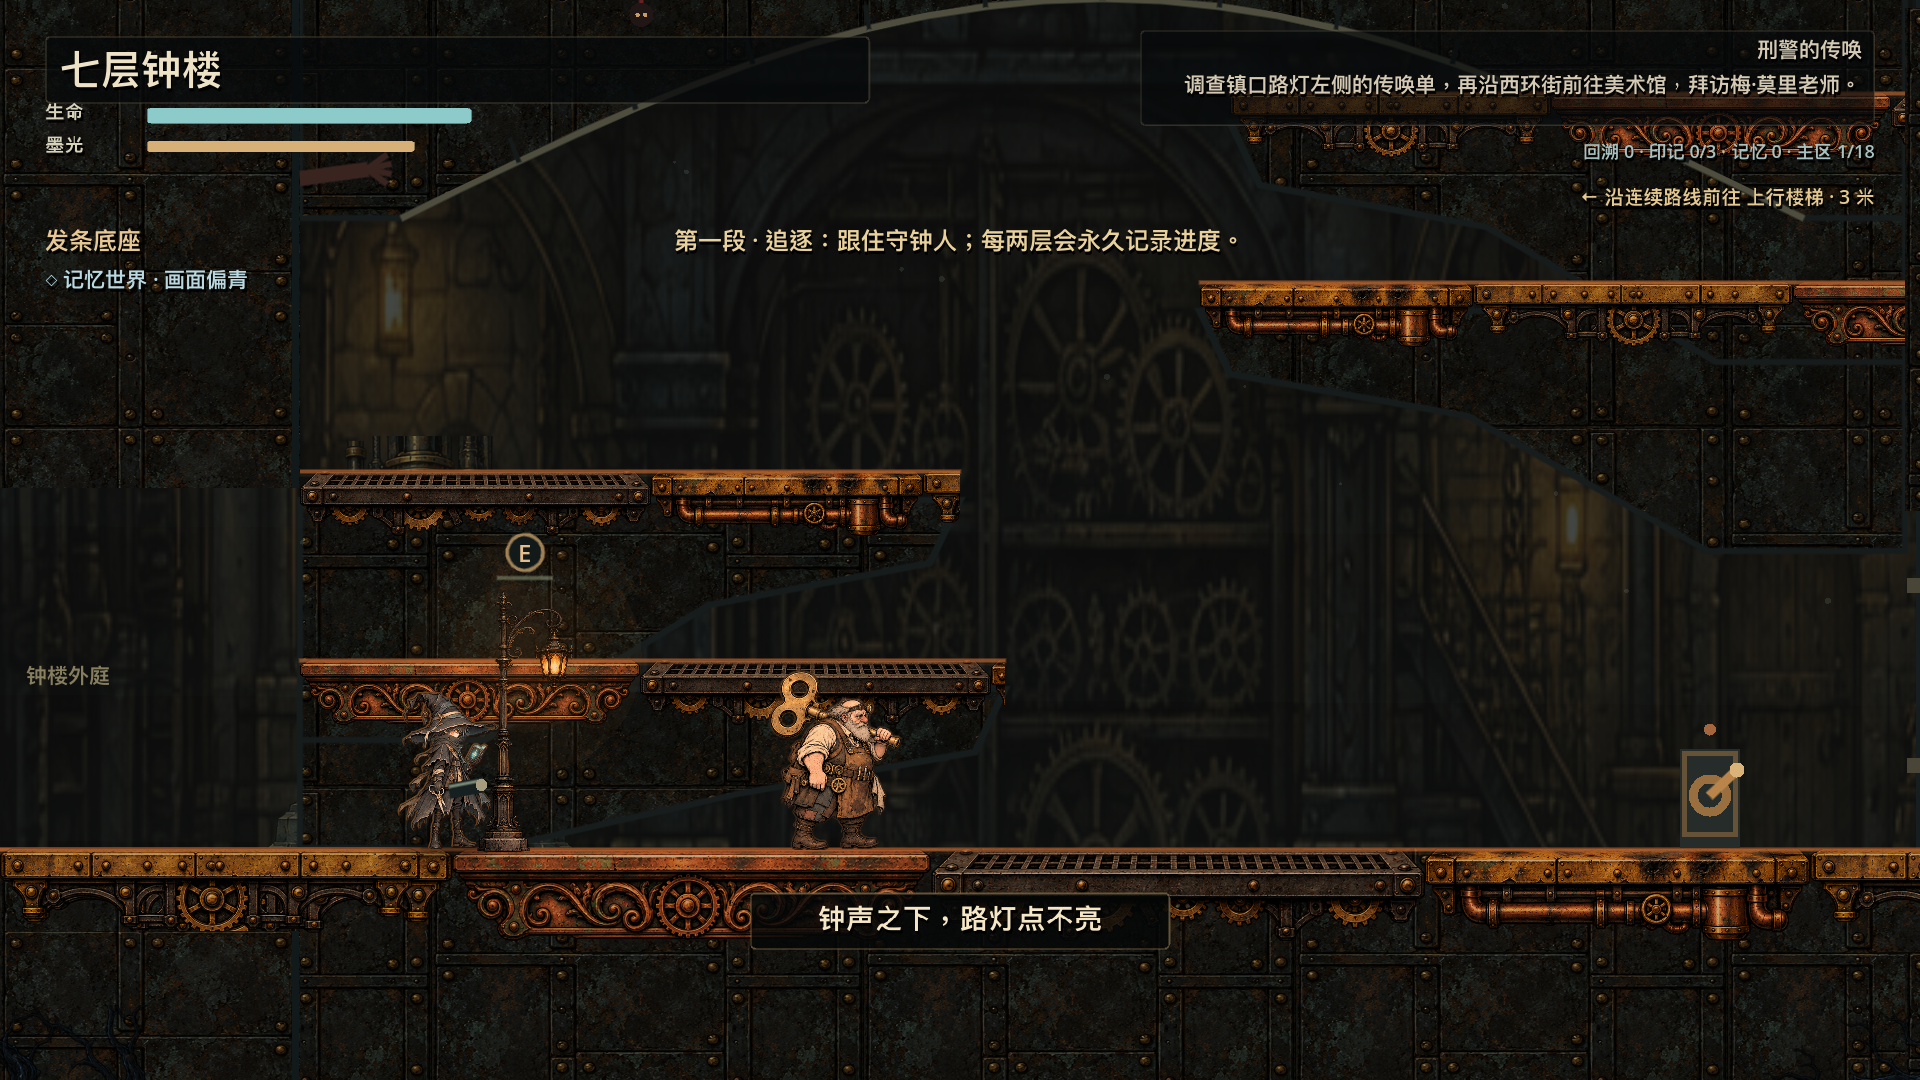 七层钟楼
生命
墨光
刑警的传唤
调查镇口路灯左侧的传唤单，再沿西环街前往美术馆，拜访梅·莫里老师。
回溯 0 · 印记 0/3 · 记忆 0 · 主区 1/18
← 沿连续路线前往 上行楼梯 · 3 米
发条底座
◇ 记忆世界 · 画面偏青
第一段 · 追逐：跟住守钟人；每两层会永久记录进度。
E
钟楼外庭
钟声之下，路灯点不亮